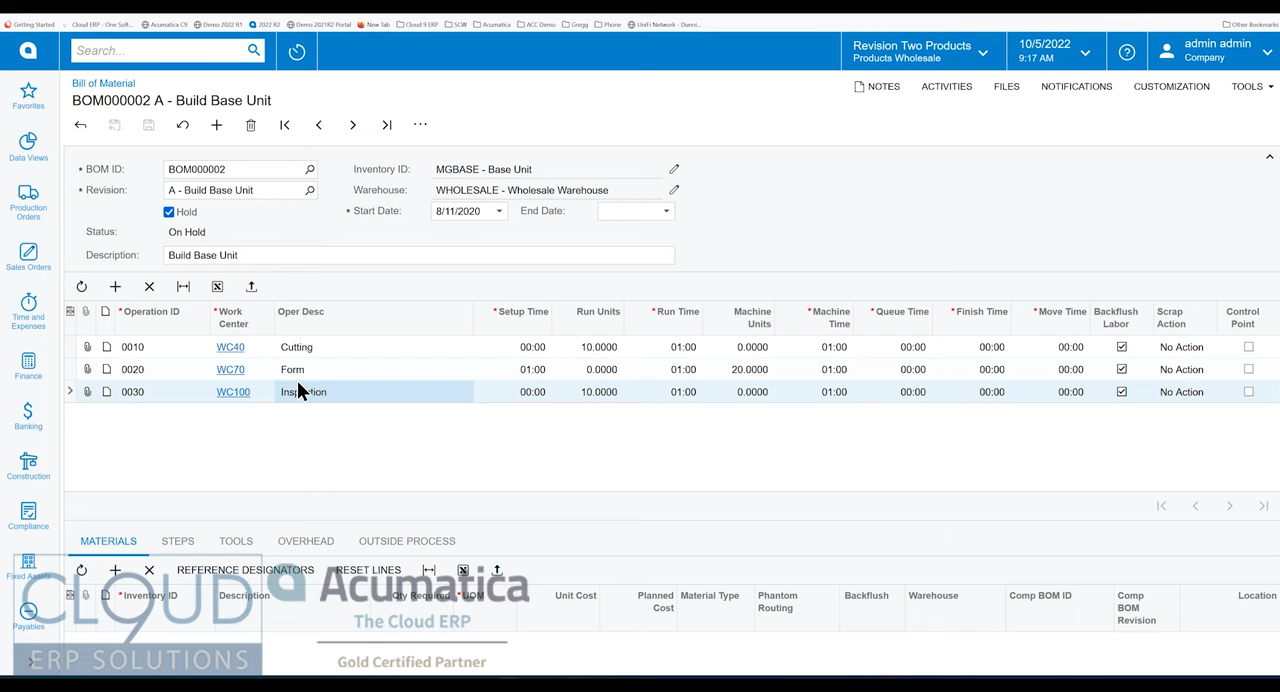 Getting Started Cloud ERP - One Soft... Acumatica C9 Demo 2022 R1 2022 R2 Demo 2021R2 Portal New Tab Cloud 9 ERP SCW Acumatica ACC Demo Gregg Phone UniFi Network - Dunni... Other Bookmarks
Search...
Revision Two Products
Products Wholesale
10/5/2022
9:17 AM
admin admin
Company
Favorites
Data Views
Production Orders
Sales Orders
Time and Expenses
Finance
Banking
Construction
Compliance
Fixed Assets
Payables
Bill of Material
BOM000002 A - Build Base Unit
NOTES ACTIVITIES FILES NOTIFICATIONS CUSTOMIZATION TOOLS
* BOM ID: BOM000002 Inventory ID: MGBASE - Base Unit
* Revision: A - Build Base Unit Warehouse: WHOLESALE - Wholesale Warehouse
Hold * Start Date: 8/11/2020 End Date:
Status: On Hold
Description: Build Base Unit
*Operation ID *Work Center Oper Desc *Setup Time Run Units *Run Time Machine Units *Machine Time *Queue Time *Finish Time *Move Time Backflush Labor Scrap Action Control Point
0010 WC40 Cutting 00:00 10.0000 01:00 0.0000 01:00 00:00 00:00 00:00 No Action
0020 WC70 Form 01:00 0.0000 01:00 20.0000 01:00 00:00 00:00 00:00 No Action
0030 WC100 Inspection 00:00 10.0000 01:00 0.0000 01:00 00:00 00:00 00:00 No Action
MATERIALS STEPS TOOLS OVERHEAD OUTSIDE PROCESS
REFERENCE DESIGNATORS RESET LINES
*Inventory ID Description Qty Required *UOM Unit Cost Planned Cost Material Type Phantom Routing Backflush Warehouse Comp BOM ID Comp BOM Revision Location
CLOUD 9
ERP SOLUTIONS
Acumatica
The Cloud ERP
Gold Certified Partner